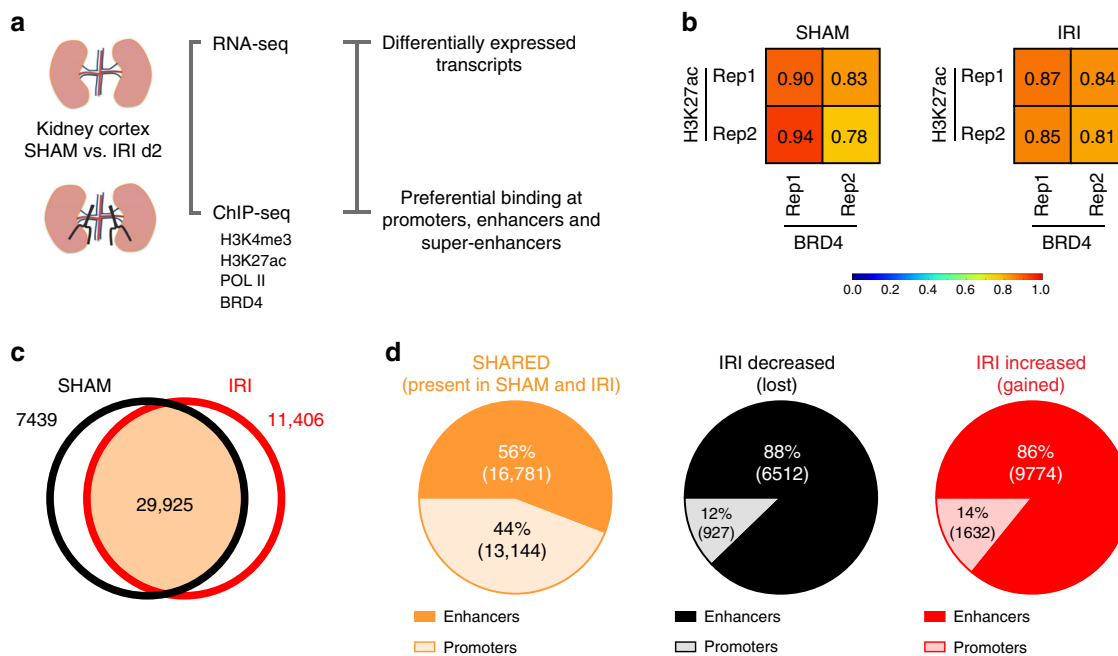 a
RNA-seq
Differentially expressed
transcripts
Kidney cortex
SHAM vs. IRI d2
ChIP-seq
H3K4me3
H3K27ac
POL II
BRD4
Preferential binding at
promoters, enhancers and
super-enhancers
b
SHAM
H3K27ac
Rep1
0.90
0.83
Rep2
0.94
0.78
Rep1
Rep2
BRD4
IRI
H3K27ac
Rep1
0.87
0.84
Rep2
0.85
0.81
Rep1
Rep2
BRD4
0.0 0.2 0.4 0.6 0.8 1.0
c
SHAM
IRI
7439
11,406
29,925
d
SHARED
(present in SHAM and IRI)
56%
(16,781)
44%
(13,144)
Enhancers
Promoters
IRI decreased
(lost)
88%
(6512)
12%
(927)
Enhancers
Promoters
IRI increased
(gained)
86%
(9774)
14%
(1632)
Enhancers
Promoters